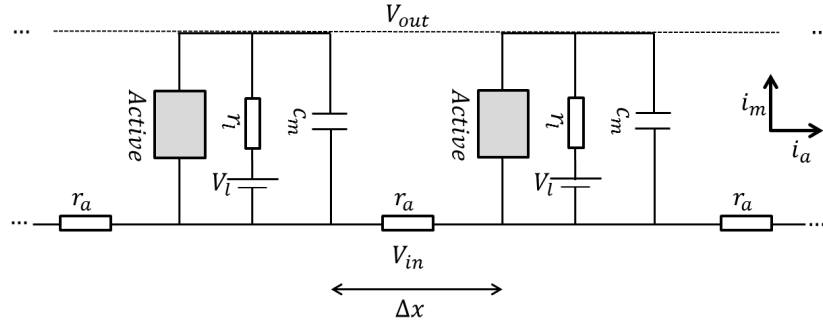 ... V_out ...
Active r_l c_m Active r_l c_m i_m
i_a
V_l V_l
r_a r_a r_a
... ...
V_in
Δx